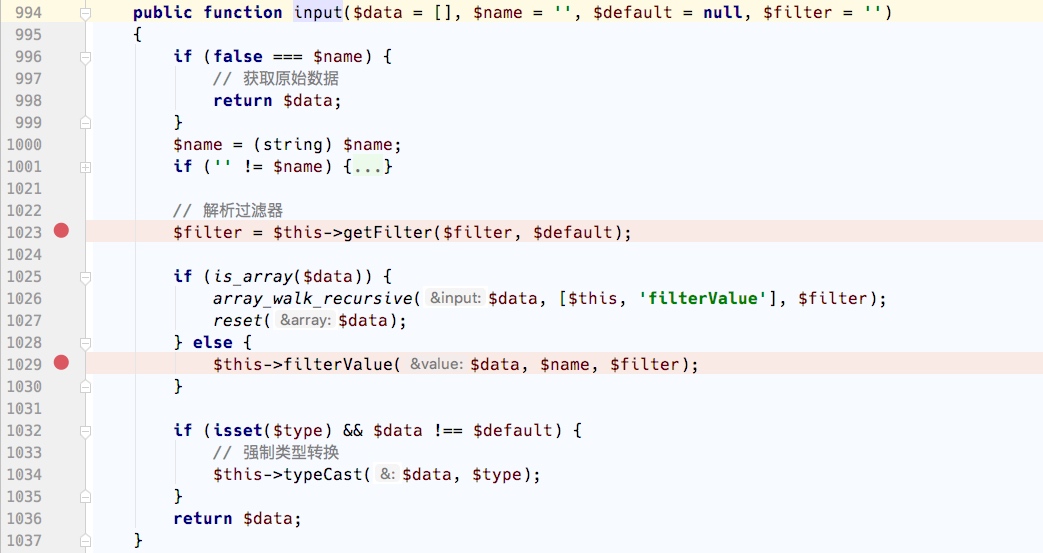 994 public function input($data = [], $name = '', $default = null, $filter = '')
995 {
996 if (false === $name) {
997 // 获取原始数据
998 return $data;
999 }
1000 $name = (string) $name;
1001 if ('' != $name) {...}
1021
1022 // 解析过滤器
1023 $filter = $this->getFilter($filter, $default);
1024
1025 if (is_array($data)) {
1026 array_walk_recursive( &input: $data, [$this, 'filterValue'], $filter);
1027 reset( &array: $data);
1028 } else {
1029 $this->filterValue( &value: $data, $name, $filter);
1030 }
1031
1032 if (isset($type) && $data !== $default) {
1033 // 强制类型转换
1034 $this->typeCast( &: $data, $type);
1035 }
1036 return $data;
1037 }